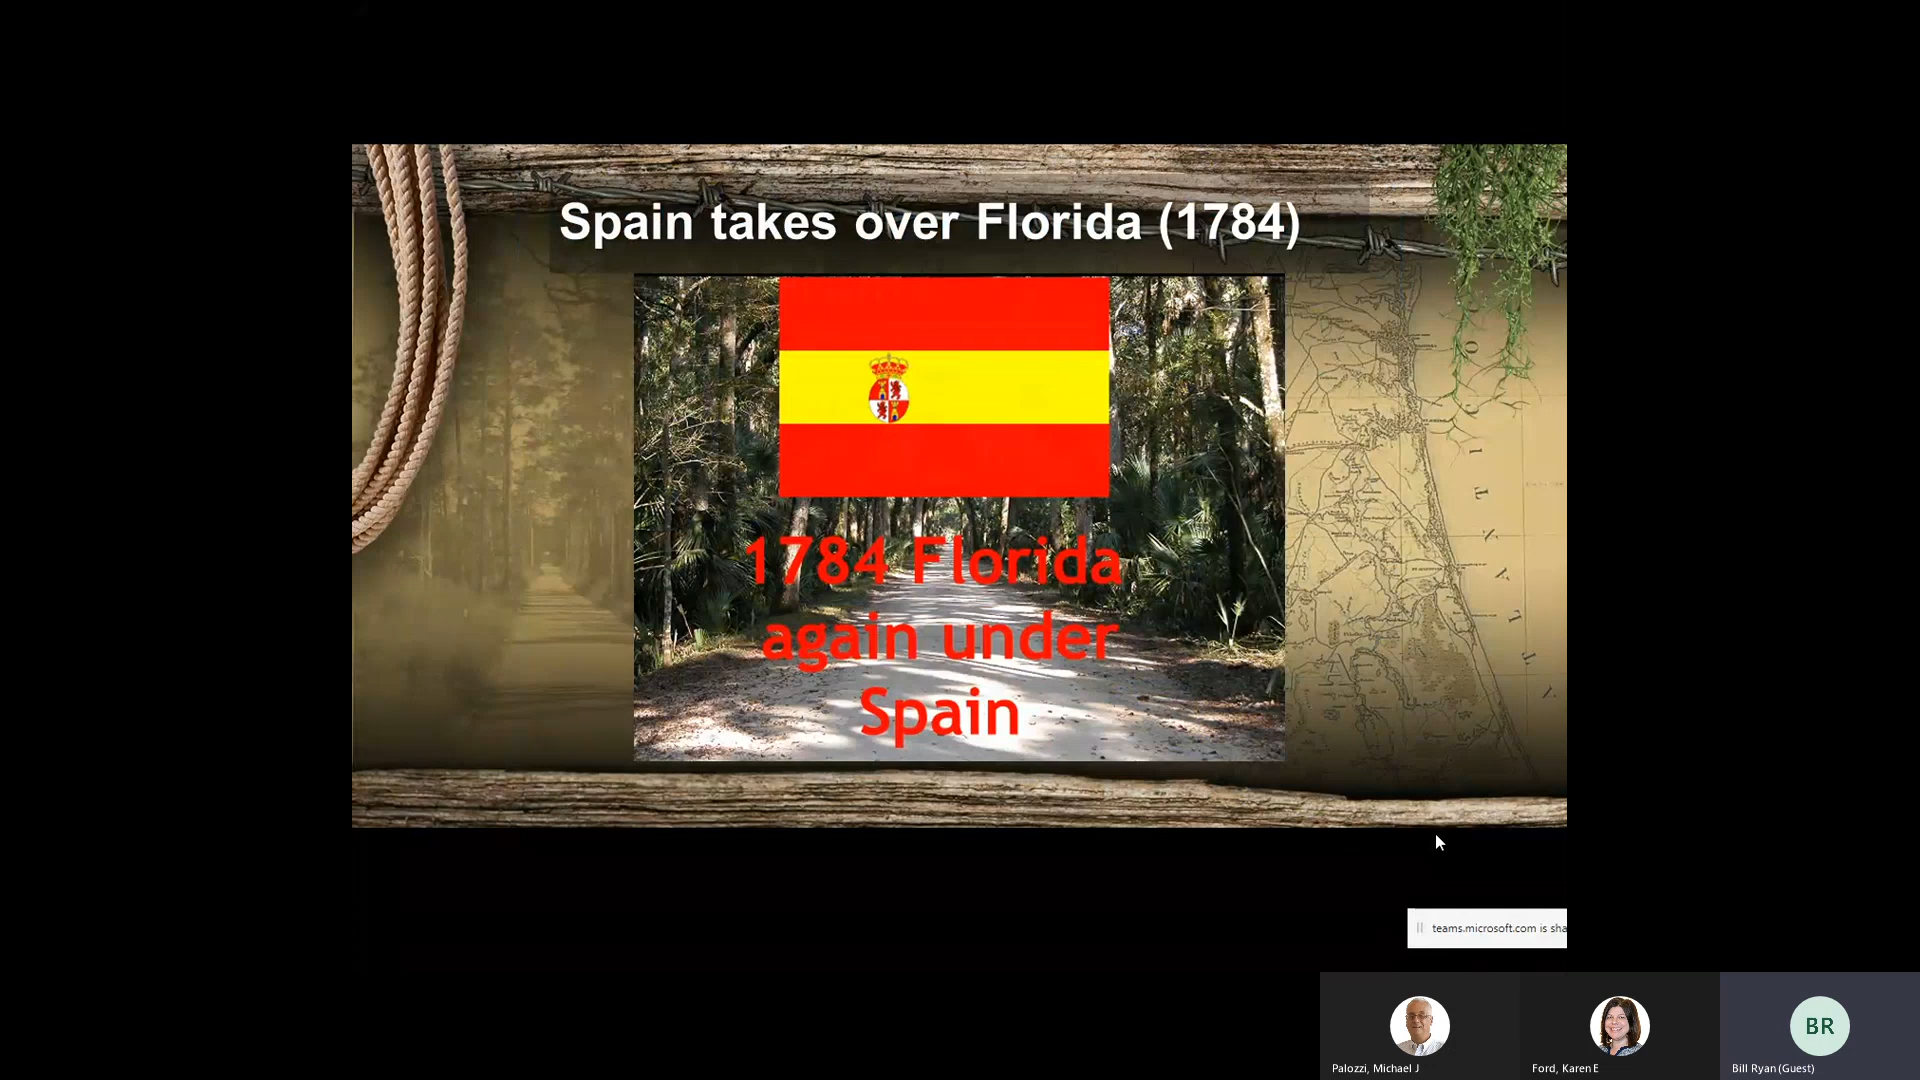 Spain takes over Florida (1784)
1784 Florida
again under
Spain
teams.microsoft.com is sha
Palozzi, Michael J
Ford, Karen E
BR
Bill Ryan (Guest)